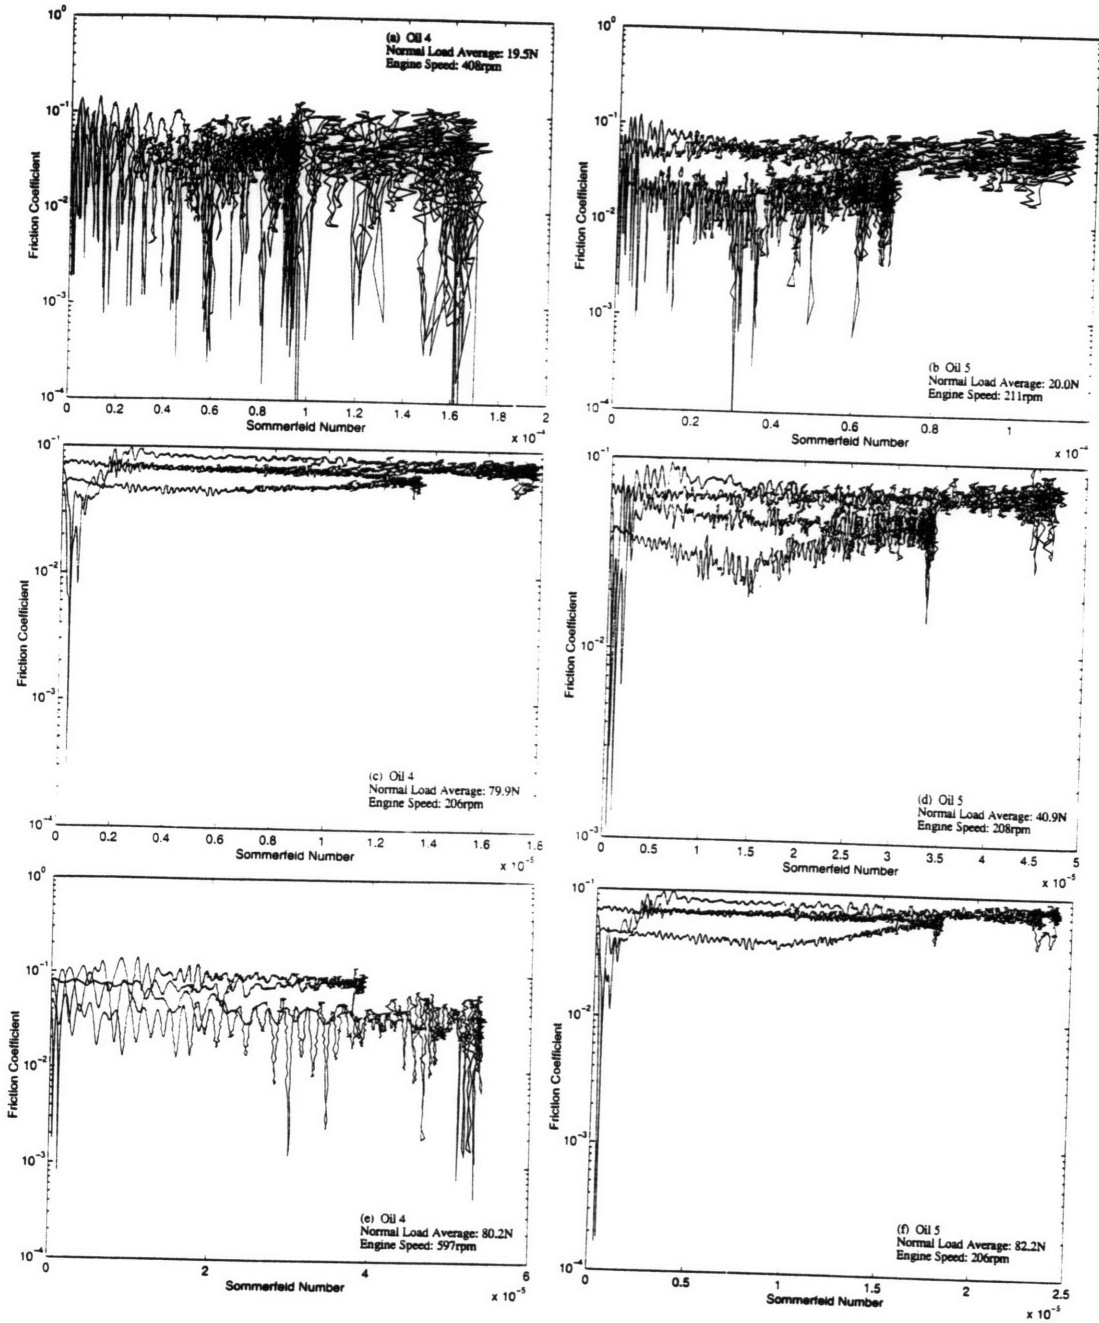 10⁰
(a) Oil 4
Normal Load Average: 19.5N
Engine Speed: 408rpm
10⁻¹
Friction Coefficient
10⁻²
10⁻³
10⁻⁴
0 0.2 0.4 0.6 0.8 1 1.2 1.4 1.6 1.8 2
Sommerfeld Number
x 10⁻⁴
10⁰
10⁻¹
Friction Coefficient
10⁻²
10⁻³
(b) Oil 5
Normal Load Average: 20.0N
Engine Speed: 211rpm
10⁻⁴
0 0.2 0.4 0.6 0.8 1
Sommerfeld Number
x 10⁻⁴
10⁻¹
10⁻²
Friction Coefficient
10⁻³
(c) Oil 4
Normal Load Average: 79.9N
Engine Speed: 206rpm
10⁻⁴
0 0.2 0.4 0.6 0.8 1 1.2 1.4 1.6 1.8
Sommerfeld Number
x 10⁻⁵
10⁻¹
Friction Coefficient
10⁻²
(d) Oil 5
Normal Load Average: 40.9N
Engine Speed: 208rpm
10⁻³
0 0.5 1 1.5 2 2.5 3 3.5 4 4.5 5
Sommerfeld Number
x 10⁻⁵
10⁰
10⁻¹
Friction Coefficient
10⁻²
10⁻³
(e) Oil 4
Normal Load Average: 80.2N
Engine Speed: 597rpm
10⁻⁴
0 2 4 6
Sommerfeld Number
x 10⁻⁵
10⁻¹
10⁻²
Friction Coefficient
10⁻³
(f) Oil 5
Normal Load Average: 82.2N
Engine Speed: 206rpm
10⁻⁴
0 0.5 1 1.5 2 2.5
Sommerfeld Number
x 10⁻⁵